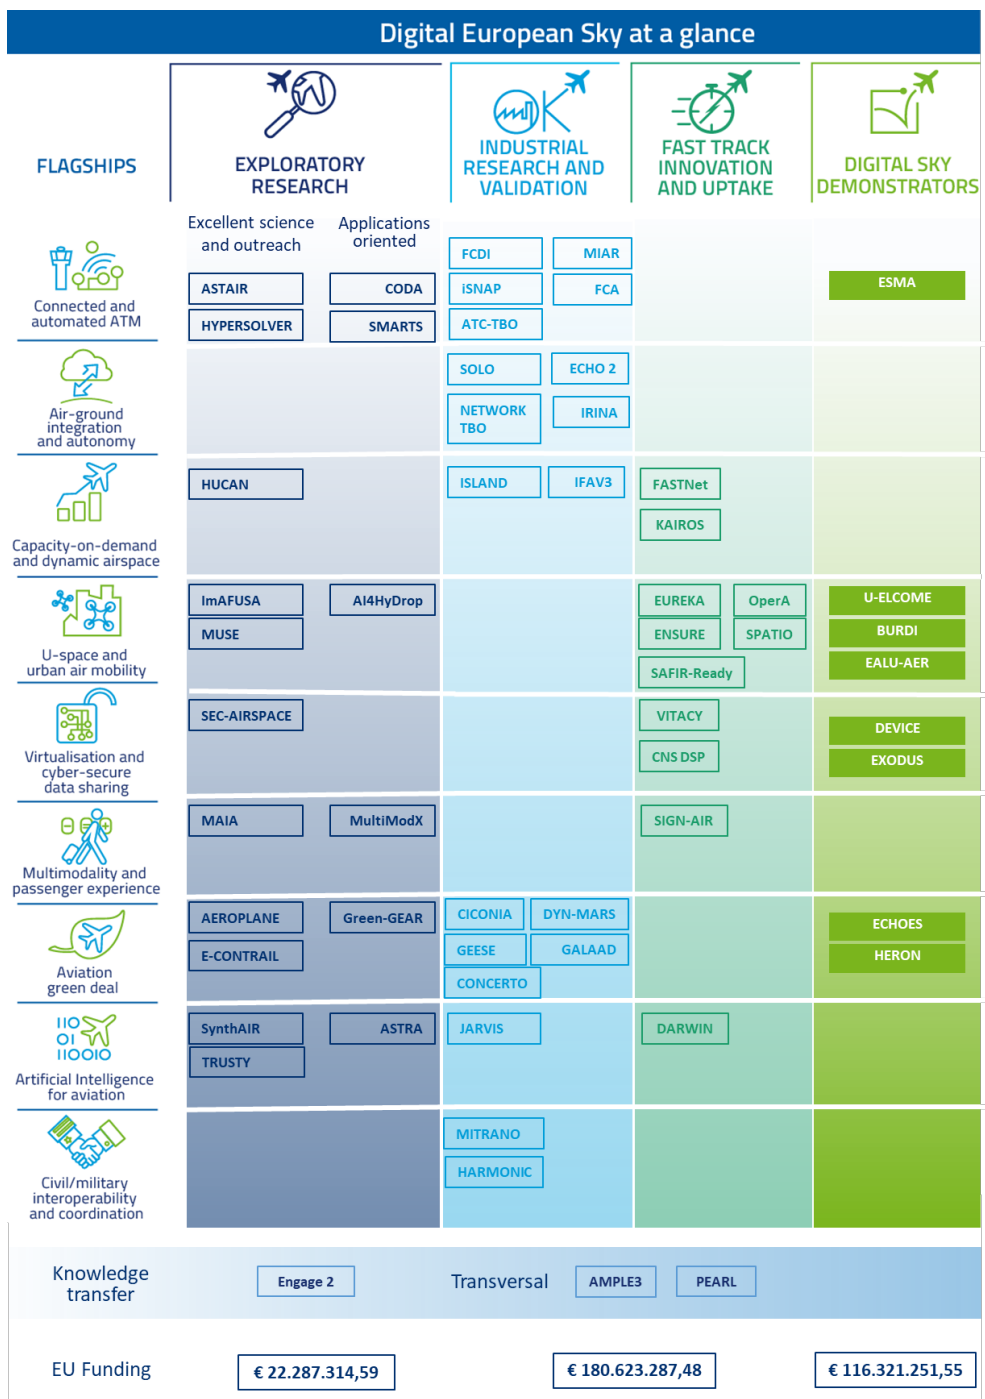 Digital European Sky at a glance
FLAGSHIPS
EXPLORATORY
RESEARCH
INDUSTRIAL
RESEARCH AND
VALIDATION
FAST TRACK
INNOVATION
AND UPTAKE
DIGITAL SKY
DEMONSTRATORS
Excellent science
and outreach
Applications
oriented
Connected and
automated ATM
ASTAIR
HYPERSOLVER
CODA
SMARTS
FCDI
MIAR
iSNAP
FCA
ATC-TBO
ESMA
Air-ground
integration
and autonomy
SOLO
ECHO 2
NETWORK
TBO
IRINA
Capacity-on-demand
and dynamic airspace
HUCAN
ISLAND
IFAV3
FASTNet
KAIROS
U-space and
urban air mobility
ImAFUSA
AI4HyDrop
MUSE
EUREKA
OperA
ENSURE
SPATIO
SAFIR-Ready
U-ELCOME
BURDI
EALU-AER
Virtualisation and
cyber-secure
data sharing
SEC-AIRSPACE
VITACY
CNS DSP
DEVICE
EXODUS
Multimodality and
passenger experience
MAIA
MultiModX
SIGN-AIR
Aviation
green deal
AEROPLANE
Green-GEAR
E-CONTRAIL
CICONIA
DYN-MARS
GEESE
GALAAD
CONCERTO
ECHOES
HERON
110
01
110010
Artificial Intelligence
for aviation
SynthAIR
ASTRA
TRUSTY
JARVIS
DARWIN
Civil/military
interoperability
and coordination
MITRANO
HARMONIC
Knowledge
transfer
Engage 2
Transversal
AMPLE3
PEARL
EU Funding
€ 22.287.314,59
€ 180.623.287,48
€ 116.321.251,55